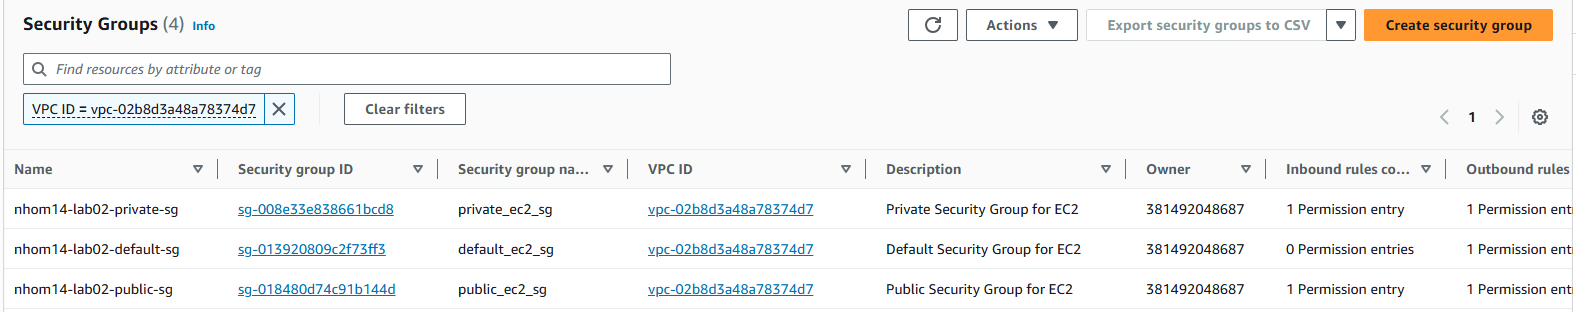 Security Groups (4) Info
Actions
Export security groups to CSV
Create security group
Find resources by attribute or tag
VPC ID = vpc-02b8d3a48a78374d7
Clear filters
1
Name Security group ID Security group na... VPC ID Description Owner Inbound rules co... Outbound rules
nhom14-lab02-private-sg sg-008e33e838661bcd8 private_ec2_sg vpc-02b8d3a48a78374d7 Private Security Group for EC2 381492048687 1 Permission entry 1 Permission ent
nhom14-lab02-default-sg sg-013920809c2f73ff3 default_ec2_sg vpc-02b8d3a48a78374d7 Default Security Group for EC2 381492048687 0 Permission entries 1 Permission ent
nhom14-lab02-public-sg sg-018480d74c91b144d public_ec2_sg vpc-02b8d3a48a78374d7 Public Security Group for EC2 381492048687 1 Permission entry 1 Permission ent